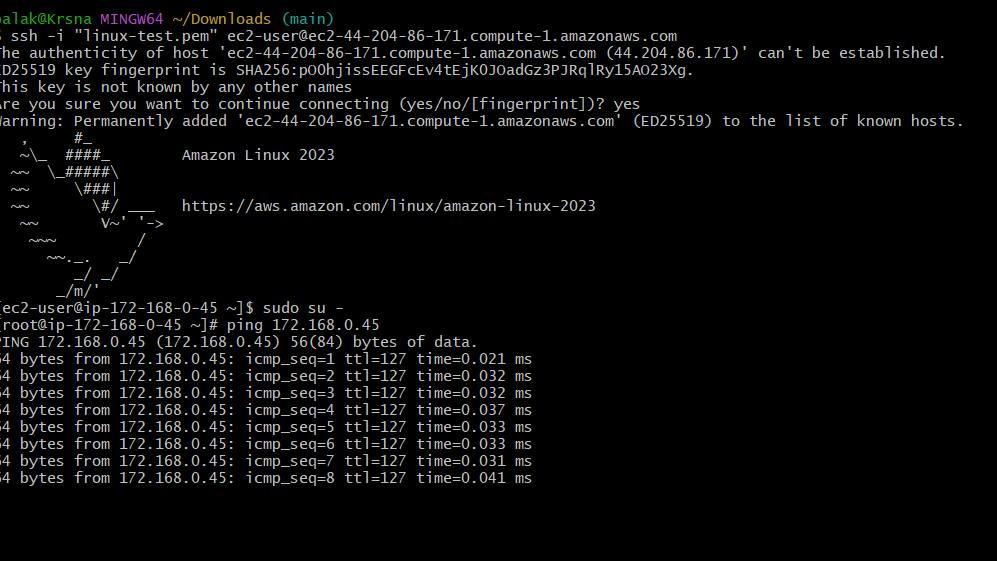 palak@Krsna MINGW64 ~/Downloads (main)
$ ssh -i "linux-test.pem" ec2-user@ec2-44-204-86-171.compute-1.amazonaws.com
The authenticity of host 'ec2-44-204-86-171.compute-1.amazonaws.com (44.204.86.171)' can't be established.
ED25519 key fingerprint is SHA256:pOOhjissEEGFcEv4tEjK0JOadGz3PJRqlRy15AO23Xg.
This key is not known by any other names
Are you sure you want to continue connecting (yes/no/[fingerprint])? yes
Warning: Permanently added 'ec2-44-204-86-171.compute-1.amazonaws.com' (ED25519) to the list of known hosts.
   ,     #_
   ~\_  ####_        Amazon Linux 2023
  ~~  \_#####\
  ~~     \###|
  ~~       \#/ ___   https://aws.amazon.com/linux/amazon-linux-2023
   ~~       V~' '->
    ~~~         /
      ~~._.   _/
         _/ _/
       _/m/'
[ec2-user@ip-172-168-0-45 ~]$ sudo su -
[root@ip-172-168-0-45 ~]# ping 172.168.0.45
PING 172.168.0.45 (172.168.0.45) 56(84) bytes of data.
64 bytes from 172.168.0.45: icmp_seq=1 ttl=127 time=0.021 ms
64 bytes from 172.168.0.45: icmp_seq=2 ttl=127 time=0.032 ms
64 bytes from 172.168.0.45: icmp_seq=3 ttl=127 time=0.032 ms
64 bytes from 172.168.0.45: icmp_seq=4 ttl=127 time=0.037 ms
64 bytes from 172.168.0.45: icmp_seq=5 ttl=127 time=0.033 ms
64 bytes from 172.168.0.45: icmp_seq=6 ttl=127 time=0.033 ms
64 bytes from 172.168.0.45: icmp_seq=7 ttl=127 time=0.031 ms
64 bytes from 172.168.0.45: icmp_seq=8 ttl=127 time=0.041 ms